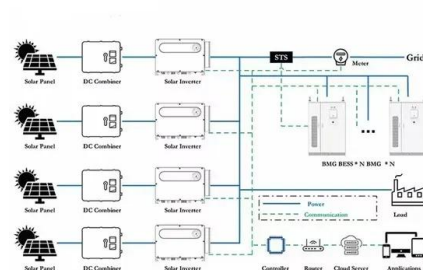 STS
Meter
Grid
Solar Panel
DC Combiner
Solar Inverter
Solar Panel
DC Combiner
Solar Inverter
BMG BESS * N BMG * N
Solar Panel
DC Combiner
Solar Inverter
Power
Communication
Load
Solar Panel
DC Combiner
Solar Inverter
Controller
Router
Cloud Server
Applications